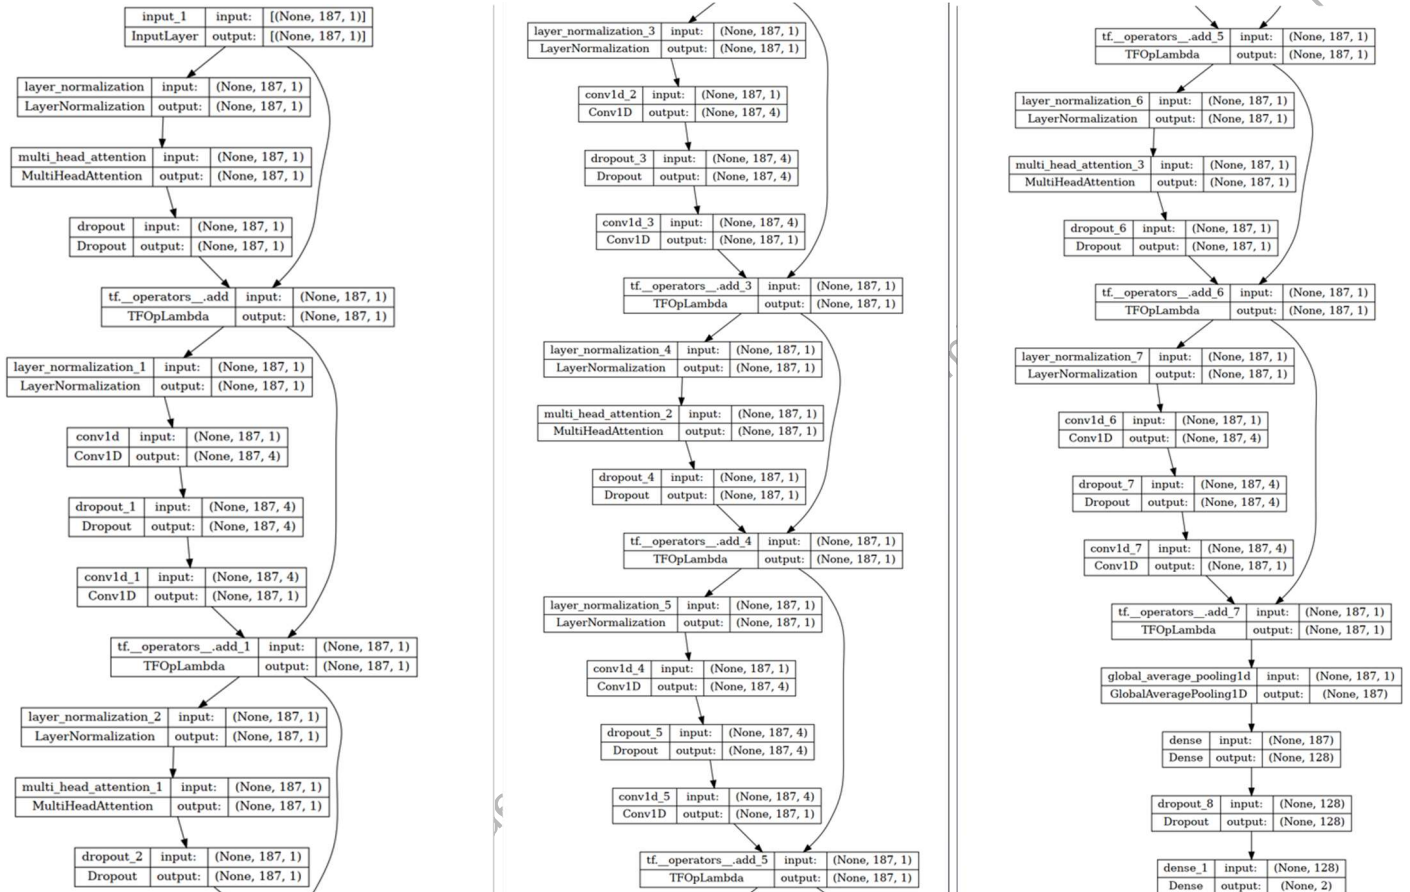 input_1 input: [(None, 187, 1)]
InputLayer output: [(None, 187, 1)]
layer_normalization input: (None, 187, 1)
LayerNormalization output: (None, 187, 1)
multi_head_attention input: (None, 187, 1)
MultiHeadAttention output: (None, 187, 1)
dropout input: (None, 187, 1)
Dropout output: (None, 187, 1)
tf.__operators__.add input: (None, 187, 1)
TFOpLambda output: (None, 187, 1)
layer_normalization_1 input: (None, 187, 1)
LayerNormalization output: (None, 187, 1)
conv1d input: (None, 187, 1)
Conv1D output: (None, 187, 4)
dropout_1 input: (None, 187, 4)
Dropout output: (None, 187, 4)
conv1d_1 input: (None, 187, 4)
Conv1D output: (None, 187, 1)
tf.__operators__.add_1 input: (None, 187, 1)
TFOpLambda output: (None, 187, 1)
layer_normalization_2 input: (None, 187, 1)
LayerNormalization output: (None, 187, 1)
multi_head_attention_1 input: (None, 187, 1)
MultiHeadAttention output: (None, 187, 1)
dropout_2 input: (None, 187, 1)
Dropout output: (None, 187, 1)
layer_normalization_3 input: (None, 187, 1)
LayerNormalization output: (None, 187, 1)
conv1d_2 input: (None, 187, 1)
Conv1D output: (None, 187, 4)
dropout_3 input: (None, 187, 4)
Dropout output: (None, 187, 4)
conv1d_3 input: (None, 187, 4)
Conv1D output: (None, 187, 1)
tf.__operators__.add_3 input: (None, 187, 1)
TFOpLambda output: (None, 187, 1)
layer_normalization_4 input: (None, 187, 1)
LayerNormalization output: (None, 187, 1)
multi_head_attention_2 input: (None, 187, 1)
MultiHeadAttention output: (None, 187, 1)
dropout_4 input: (None, 187, 1)
Dropout output: (None, 187, 1)
tf.__operators__.add_4 input: (None, 187, 1)
TFOpLambda output: (None, 187, 1)
layer_normalization_5 input: (None, 187, 1)
LayerNormalization output: (None, 187, 1)
conv1d_4 input: (None, 187, 1)
Conv1D output: (None, 187, 4)
dropout_5 input: (None, 187, 4)
Dropout output: (None, 187, 4)
conv1d_5 input: (None, 187, 4)
Conv1D output: (None, 187, 1)
tf.__operators__.add_5 input: (None, 187, 1)
TFOpLambda output: (None, 187, 1)
tf.__operators__.add_5 input: (None, 187, 1)
TFOpLambda output: (None, 187, 1)
layer_normalization_6 input: (None, 187, 1)
LayerNormalization output: (None, 187, 1)
multi_head_attention_3 input: (None, 187, 1)
MultiHeadAttention output: (None, 187, 1)
dropout_6 input: (None, 187, 1)
Dropout output: (None, 187, 1)
tf.__operators__.add_6 input: (None, 187, 1)
TFOpLambda output: (None, 187, 1)
layer_normalization_7 input: (None, 187, 1)
LayerNormalization output: (None, 187, 1)
conv1d_6 input: (None, 187, 1)
Conv1D output: (None, 187, 4)
dropout_7 input: (None, 187, 4)
Dropout output: (None, 187, 4)
conv1d_7 input: (None, 187, 4)
Conv1D output: (None, 187, 1)
tf.__operators__.add_7 input: (None, 187, 1)
TFOpLambda output: (None, 187, 1)
global_average_pooling1d input: (None, 187, 1)
GlobalAveragePooling1D output: (None, 187)
dense input: (None, 187)
Dense output: (None, 128)
dropout_8 input: (None, 128)
Dropout output: (None, 128)
dense_1 input: (None, 128)
Dense output: (None, 2)